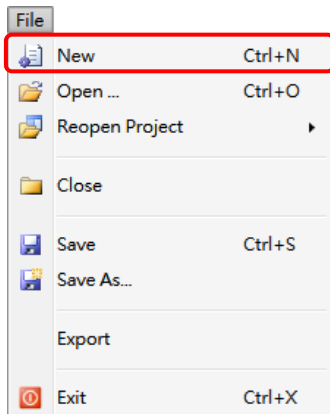 File
New Ctrl+N
Open ... Ctrl+O
Reopen Project
Close
Save Ctrl+S
Save As...
Export
Exit Ctrl+X